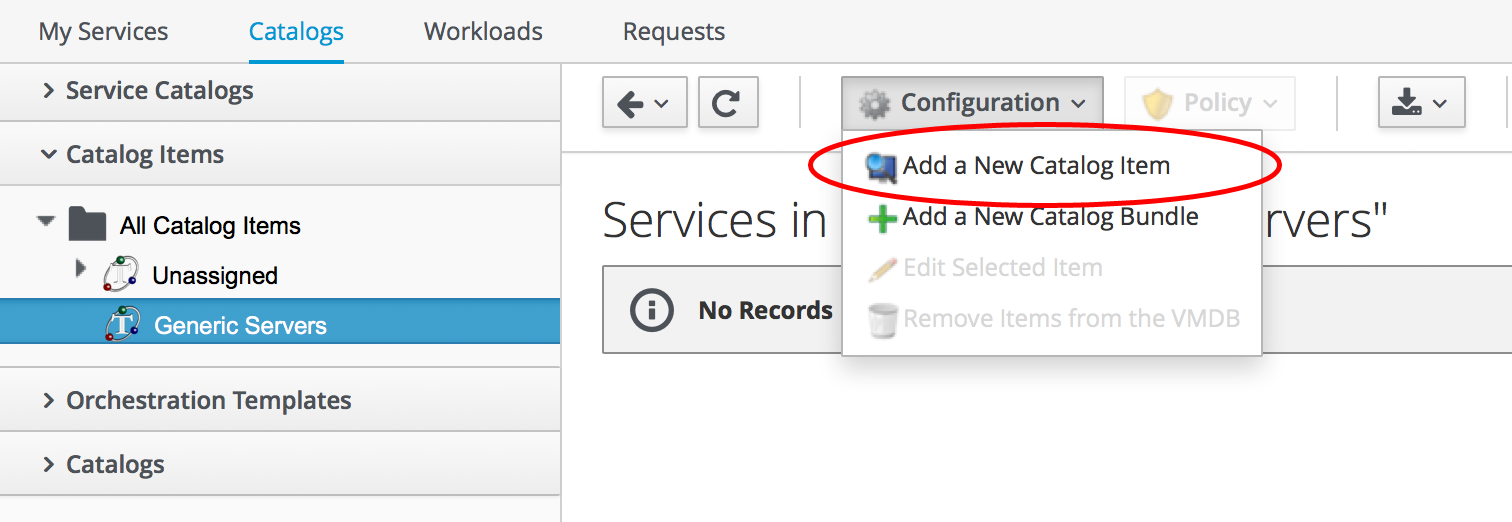 My Services Catalogs Workloads Requests
Service Catalogs
Catalog Items
All Catalog Items
Unassigned
Generic Servers
Orchestration Templates
Catalogs
Configuration Policy
Add a New Catalog Item
Add a New Catalog Bundle
Edit Selected Item
Remove Items from the VMDB
Services in rvers"
No Records